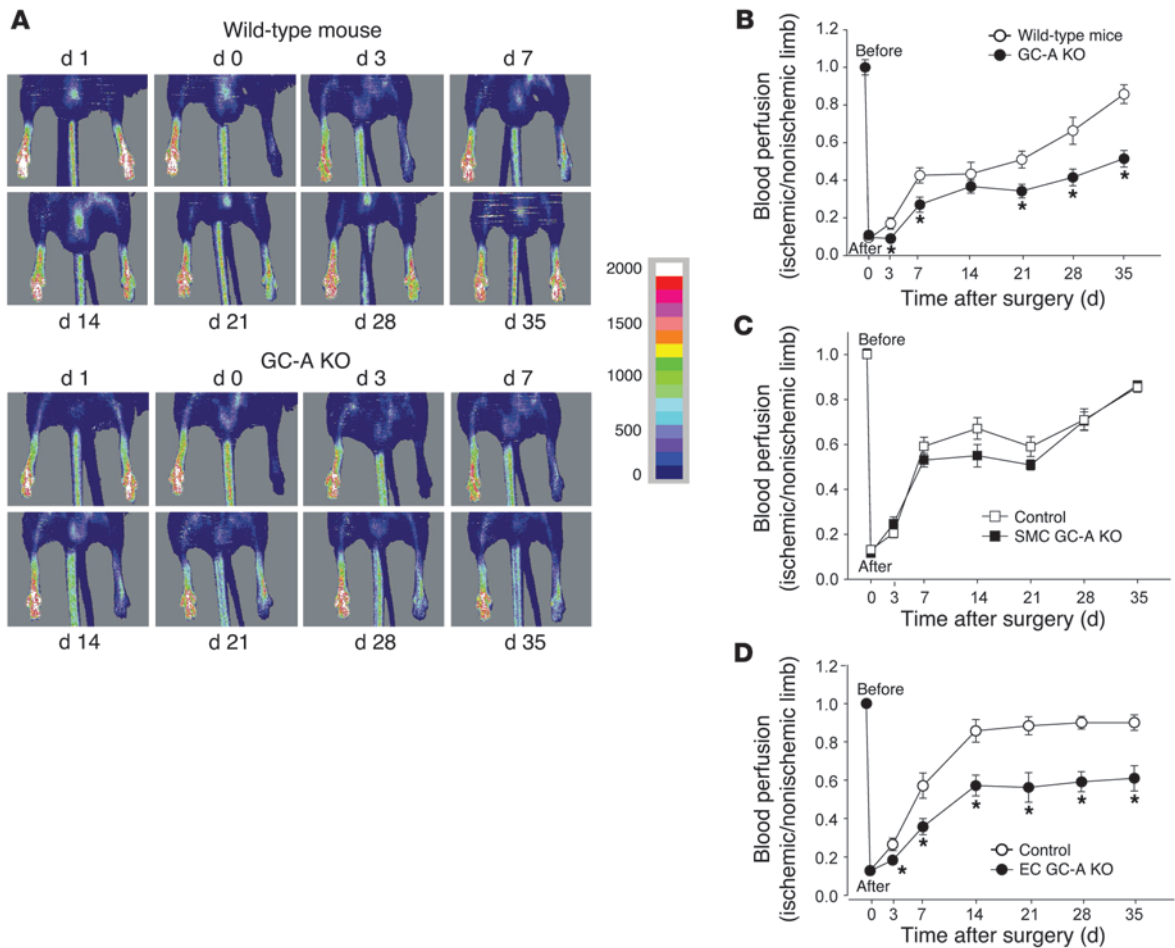 A
Wild-type mouse
d 1 d 0 d 3 d 7
d 14 d 21 d 28 d 35
GC-A KO
d 1 d 0 d 3 d 7
d 14 d 21 d 28 d 35
2000
1500
1000
500
0
B
Blood perfusion
(ischemic/nonischemic limb)
1.2
1.0
0.8
0.6
0.4
0.2
0.0
Before
After
Wild-type mice
GC-A KO
* * * * *
0 3 7 14 21 28 35
Time after surgery (d)
C
Blood perfusion
(ischemic/nonischemic limb)
1.0
0.8
0.6
0.4
0.2
0.0
Before
After
Control
SMC GC-A KO
0 3 7 14 21 28 35
Time after surgery (d)
D
Blood perfusion
(ischemic/nonischemic limb)
1.2
1.0
0.8
0.6
0.4
0.2
0.0
Before
After
* * * * * *
Control
EC GC-A KO
0 3 7 14 21 28 35
Time after surgery (d)